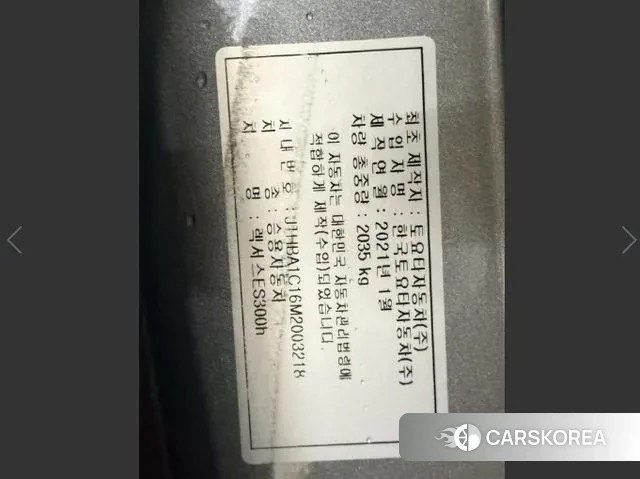 최초 제작자 : 토요타자동차(주)
수 입 자 명 : 한국토요타자동차(주)
제 작 연 월 : 2021년 1월
차량 총 중량 : 2035 kg
이 자동차는 대한민국 자동차관리법령에
적합하게 제작(수입)되었습니다.
차 대 번 호 : JTHBA1C16M2003218
차 종 : 승용자동차
차 명 : 렉서스ES300h
CARSKOREA